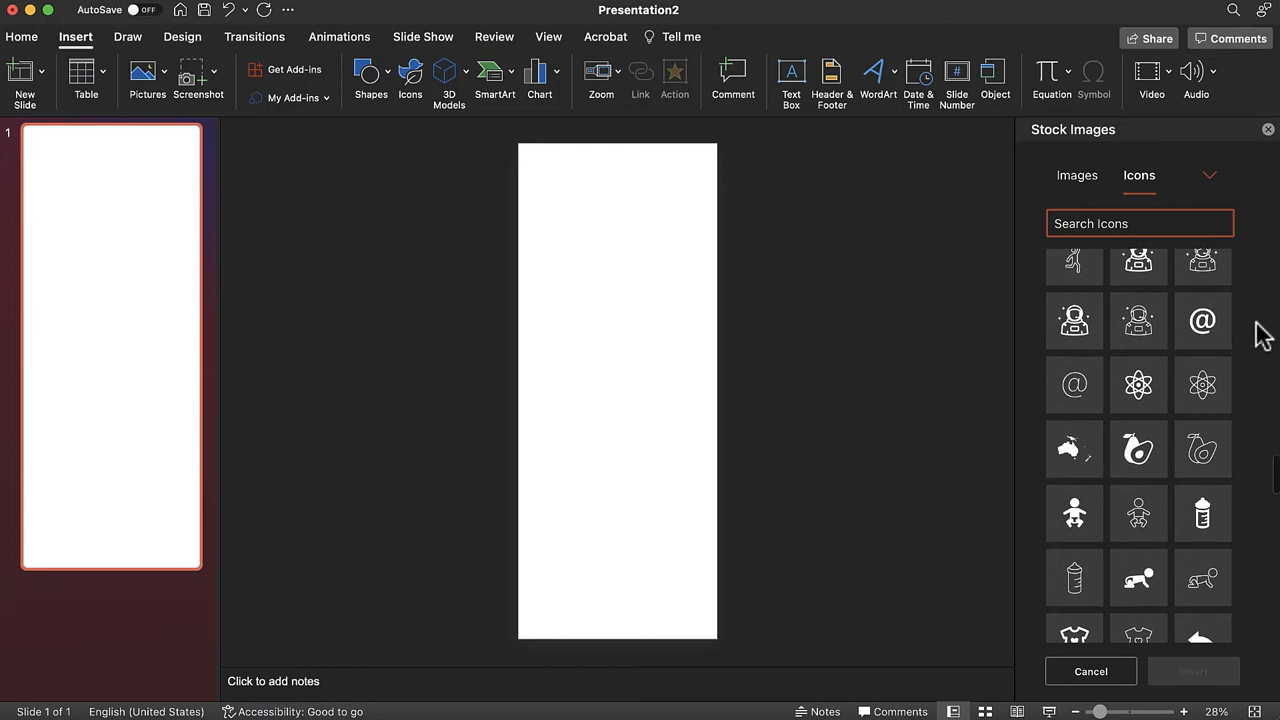 AutoSave OFF
Presentation2
Home Insert Draw Design Transitions Animations Slide Show Review View Acrobat Tell me
Share Comments
New Slide
Table
Pictures
Screenshot
Get Add-ins
My Add-ins
Shapes
Icons
3D Models
SmartArt
Chart
Zoom
Link
Action
Comment
Text Box
Header & Footer
WordArt
Date & Time
Slide Number
Object
Equation
Symbol
Video
Audio
1
Stock Images
Images Icons
Search Icons
@
@
Cancel Insert
Click to add notes
Slide 1 of 1 English (United States) Accessibility: Good to go Notes Comments 28%